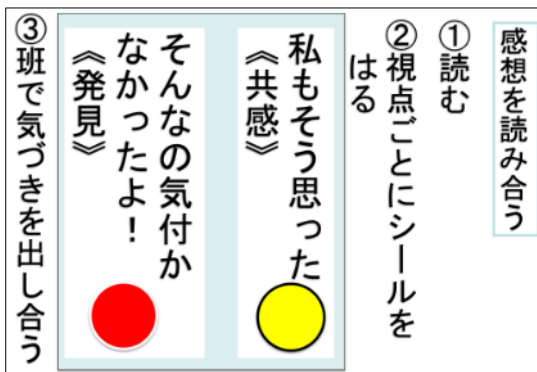 感想を読み合う
①読む
②視点ごとにシールを
はる
私もそう思った
《共感》
そんなの気付か
なかったよ!
《発見》
③班で気づきを出し合う